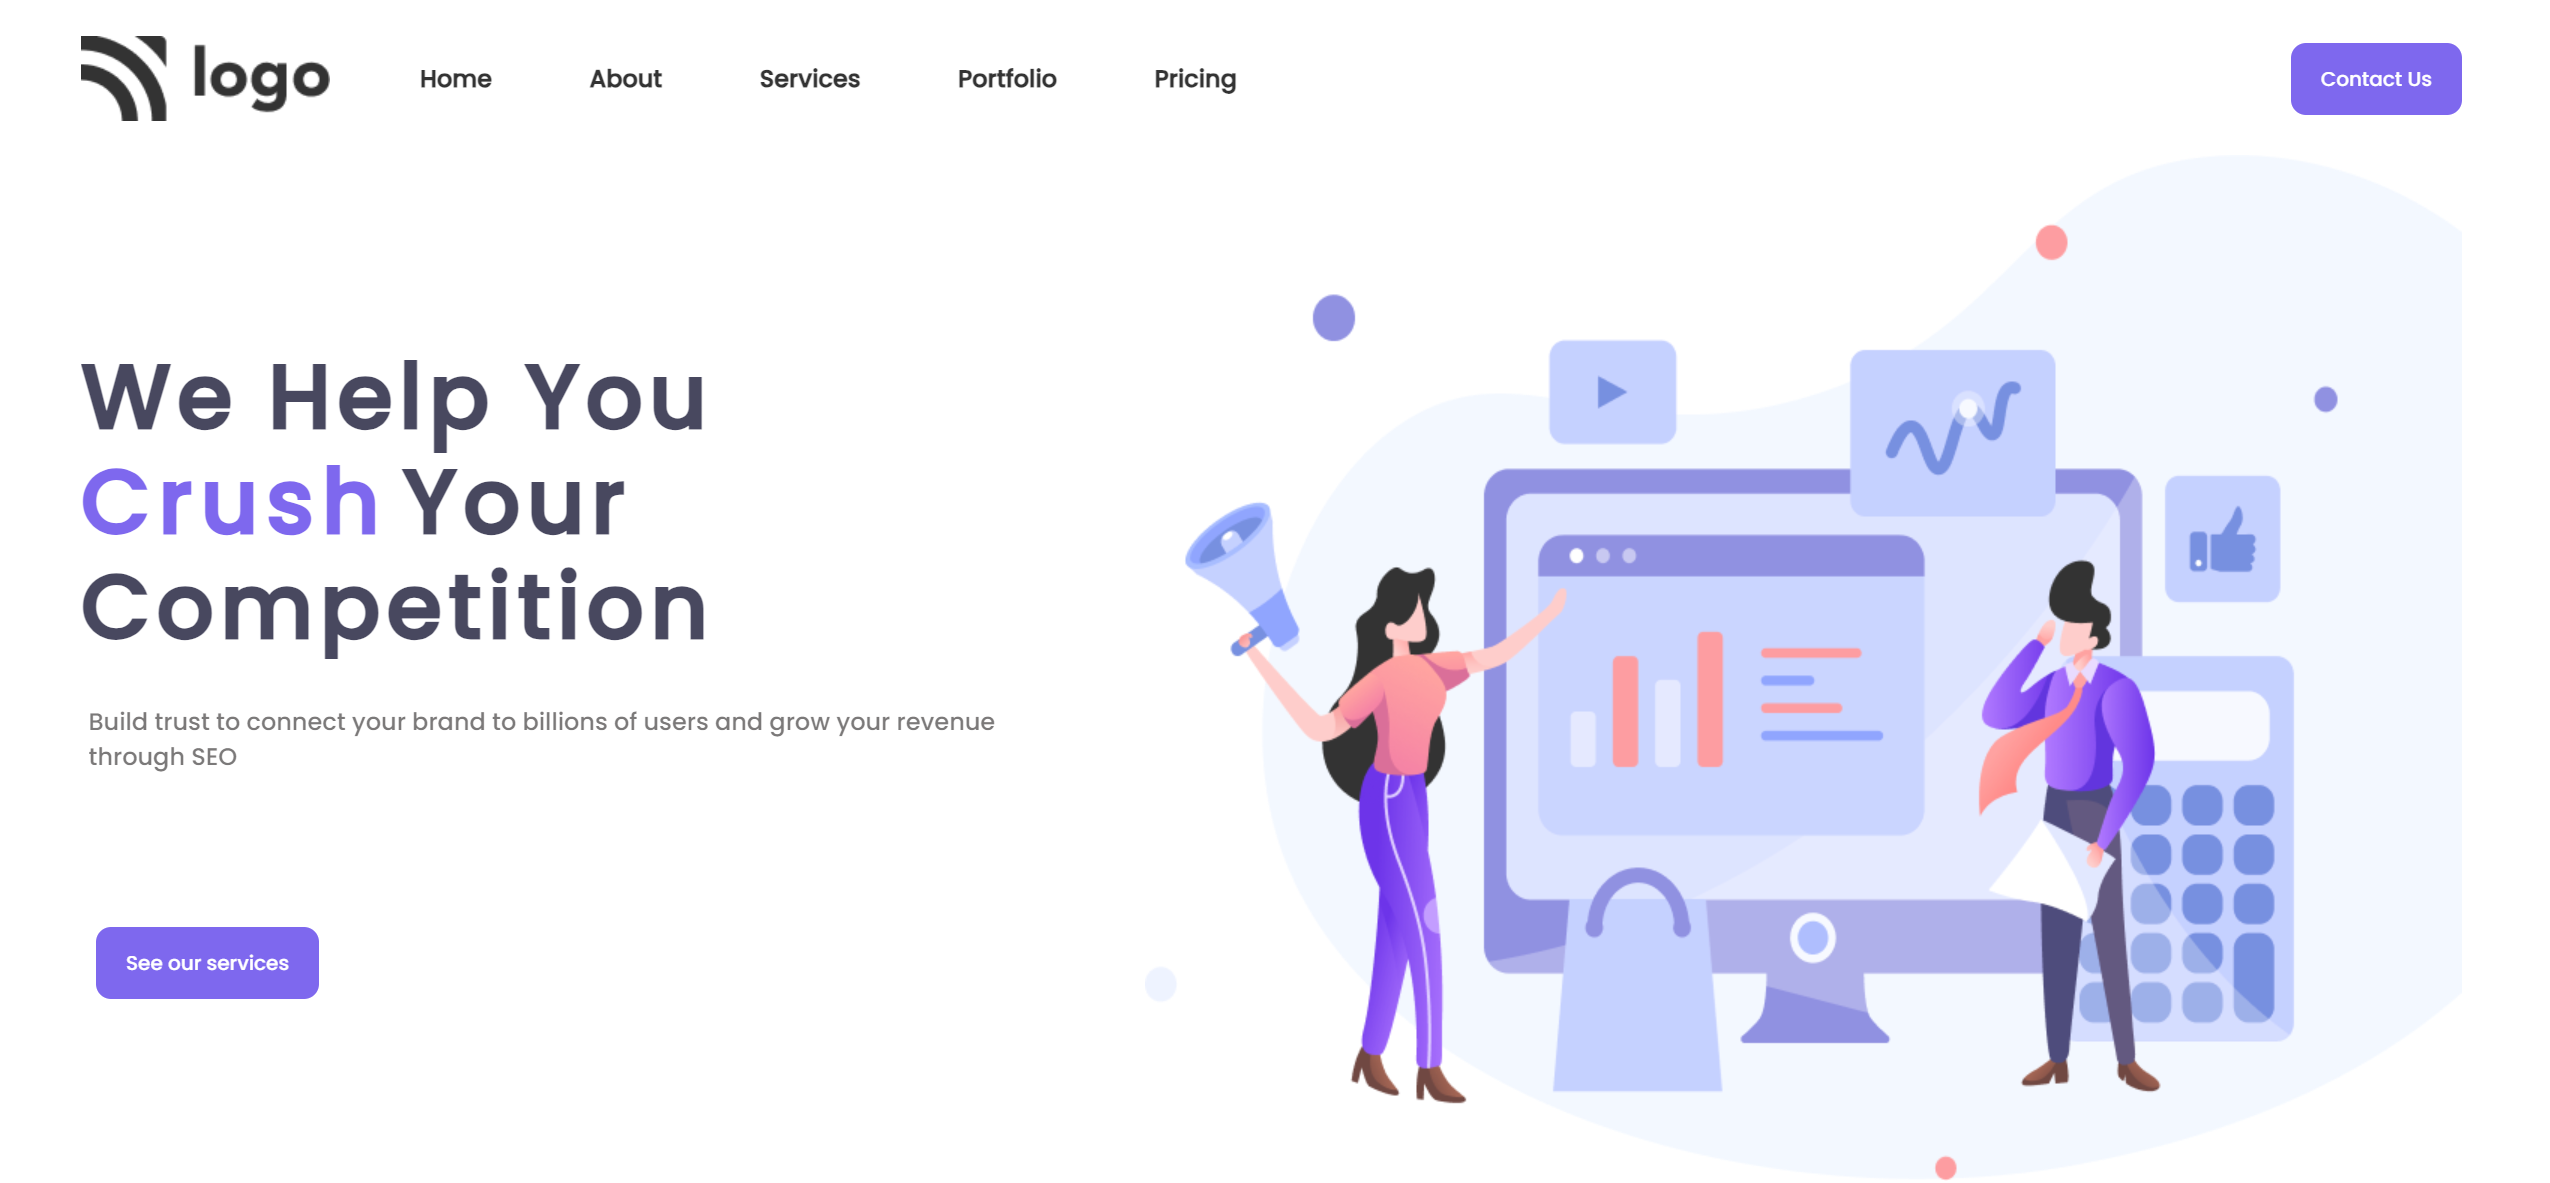 logo
Home About Services Portfolio Pricing
Contact Us
We Help You
Crush Your
Competition
Build trust to connect your brand to billions of users and grow your revenue
through SEO
See our services